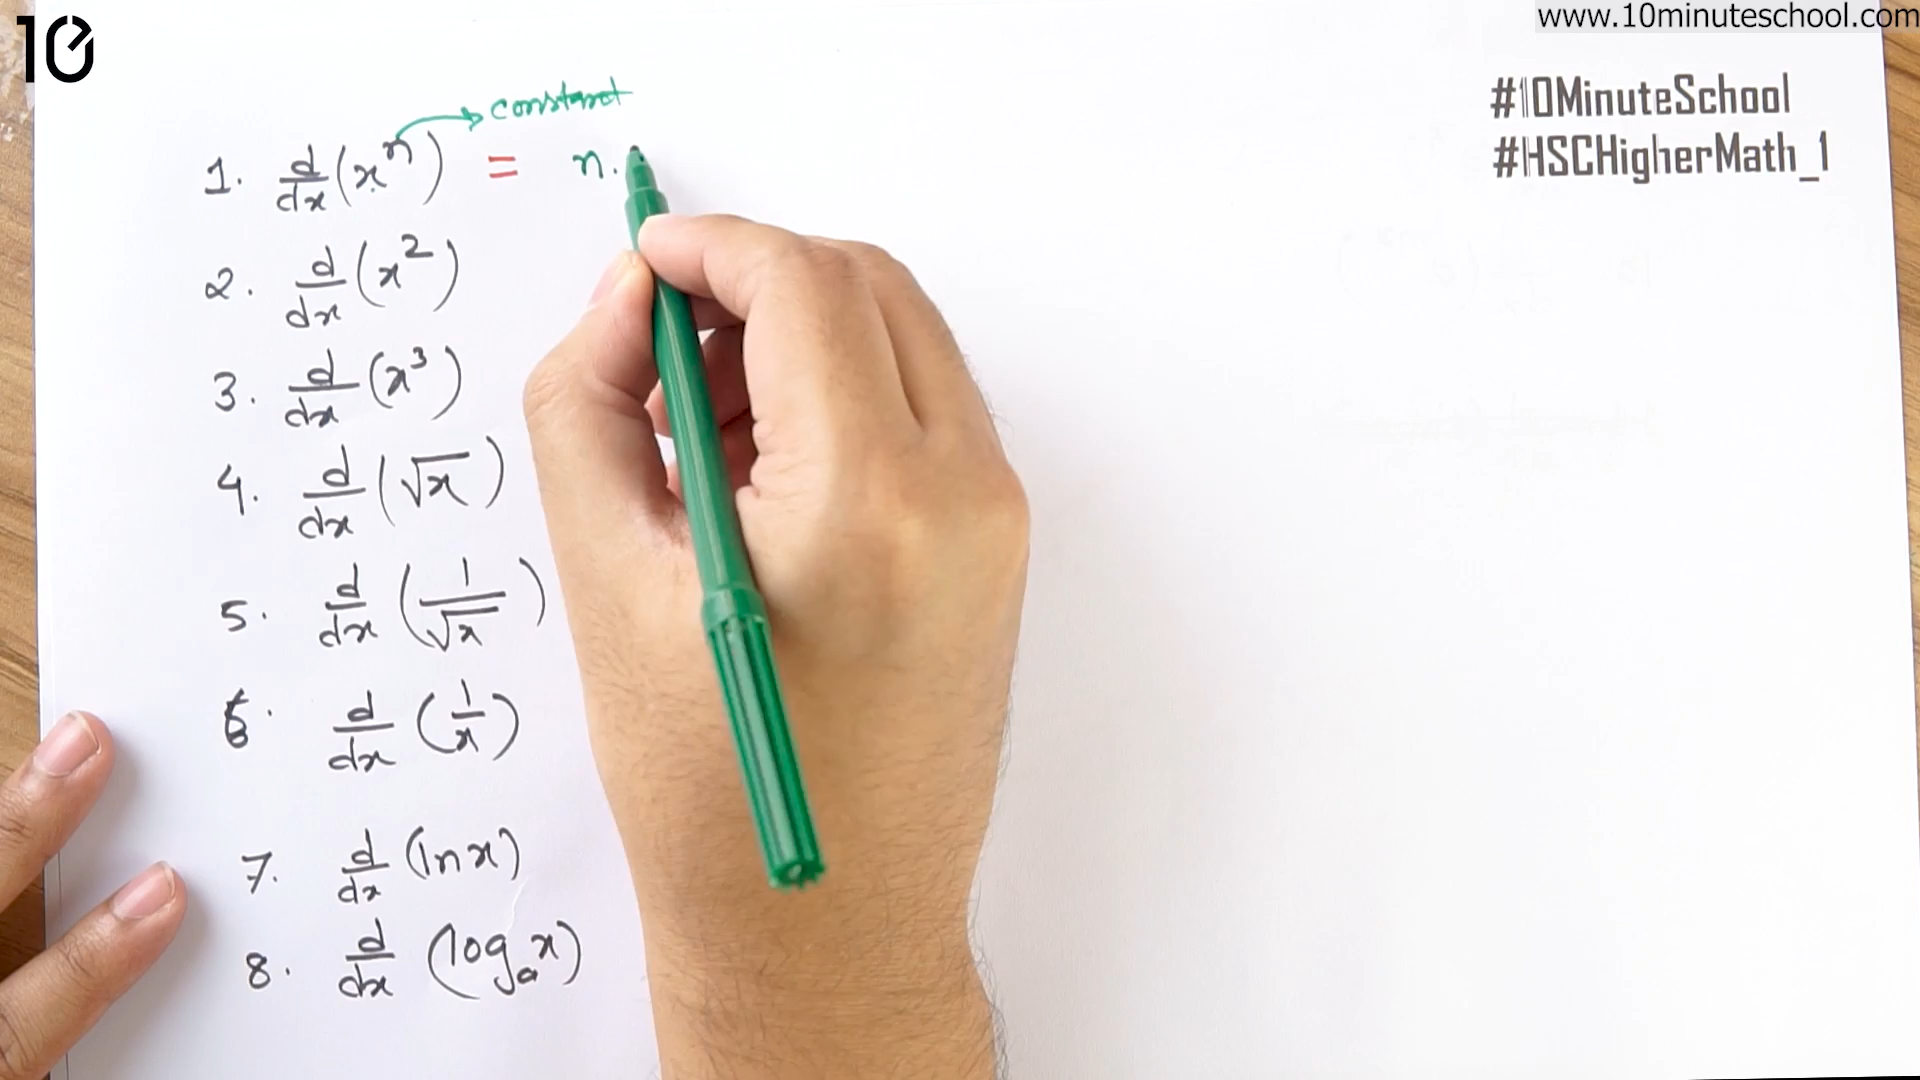 10
www.10minuteschool.com
#10MinuteSchool
#HSCHigherMath_1
constant
1. d/dx (x^n) = n.
2. d/dx (x^2)
3. d/dx (x^3)
4. d/dx (√x)
5. d/dx (1/√x)
6. d/dx (1/x)
7. d/dx (ln x)
8. d/dx (log_a x)